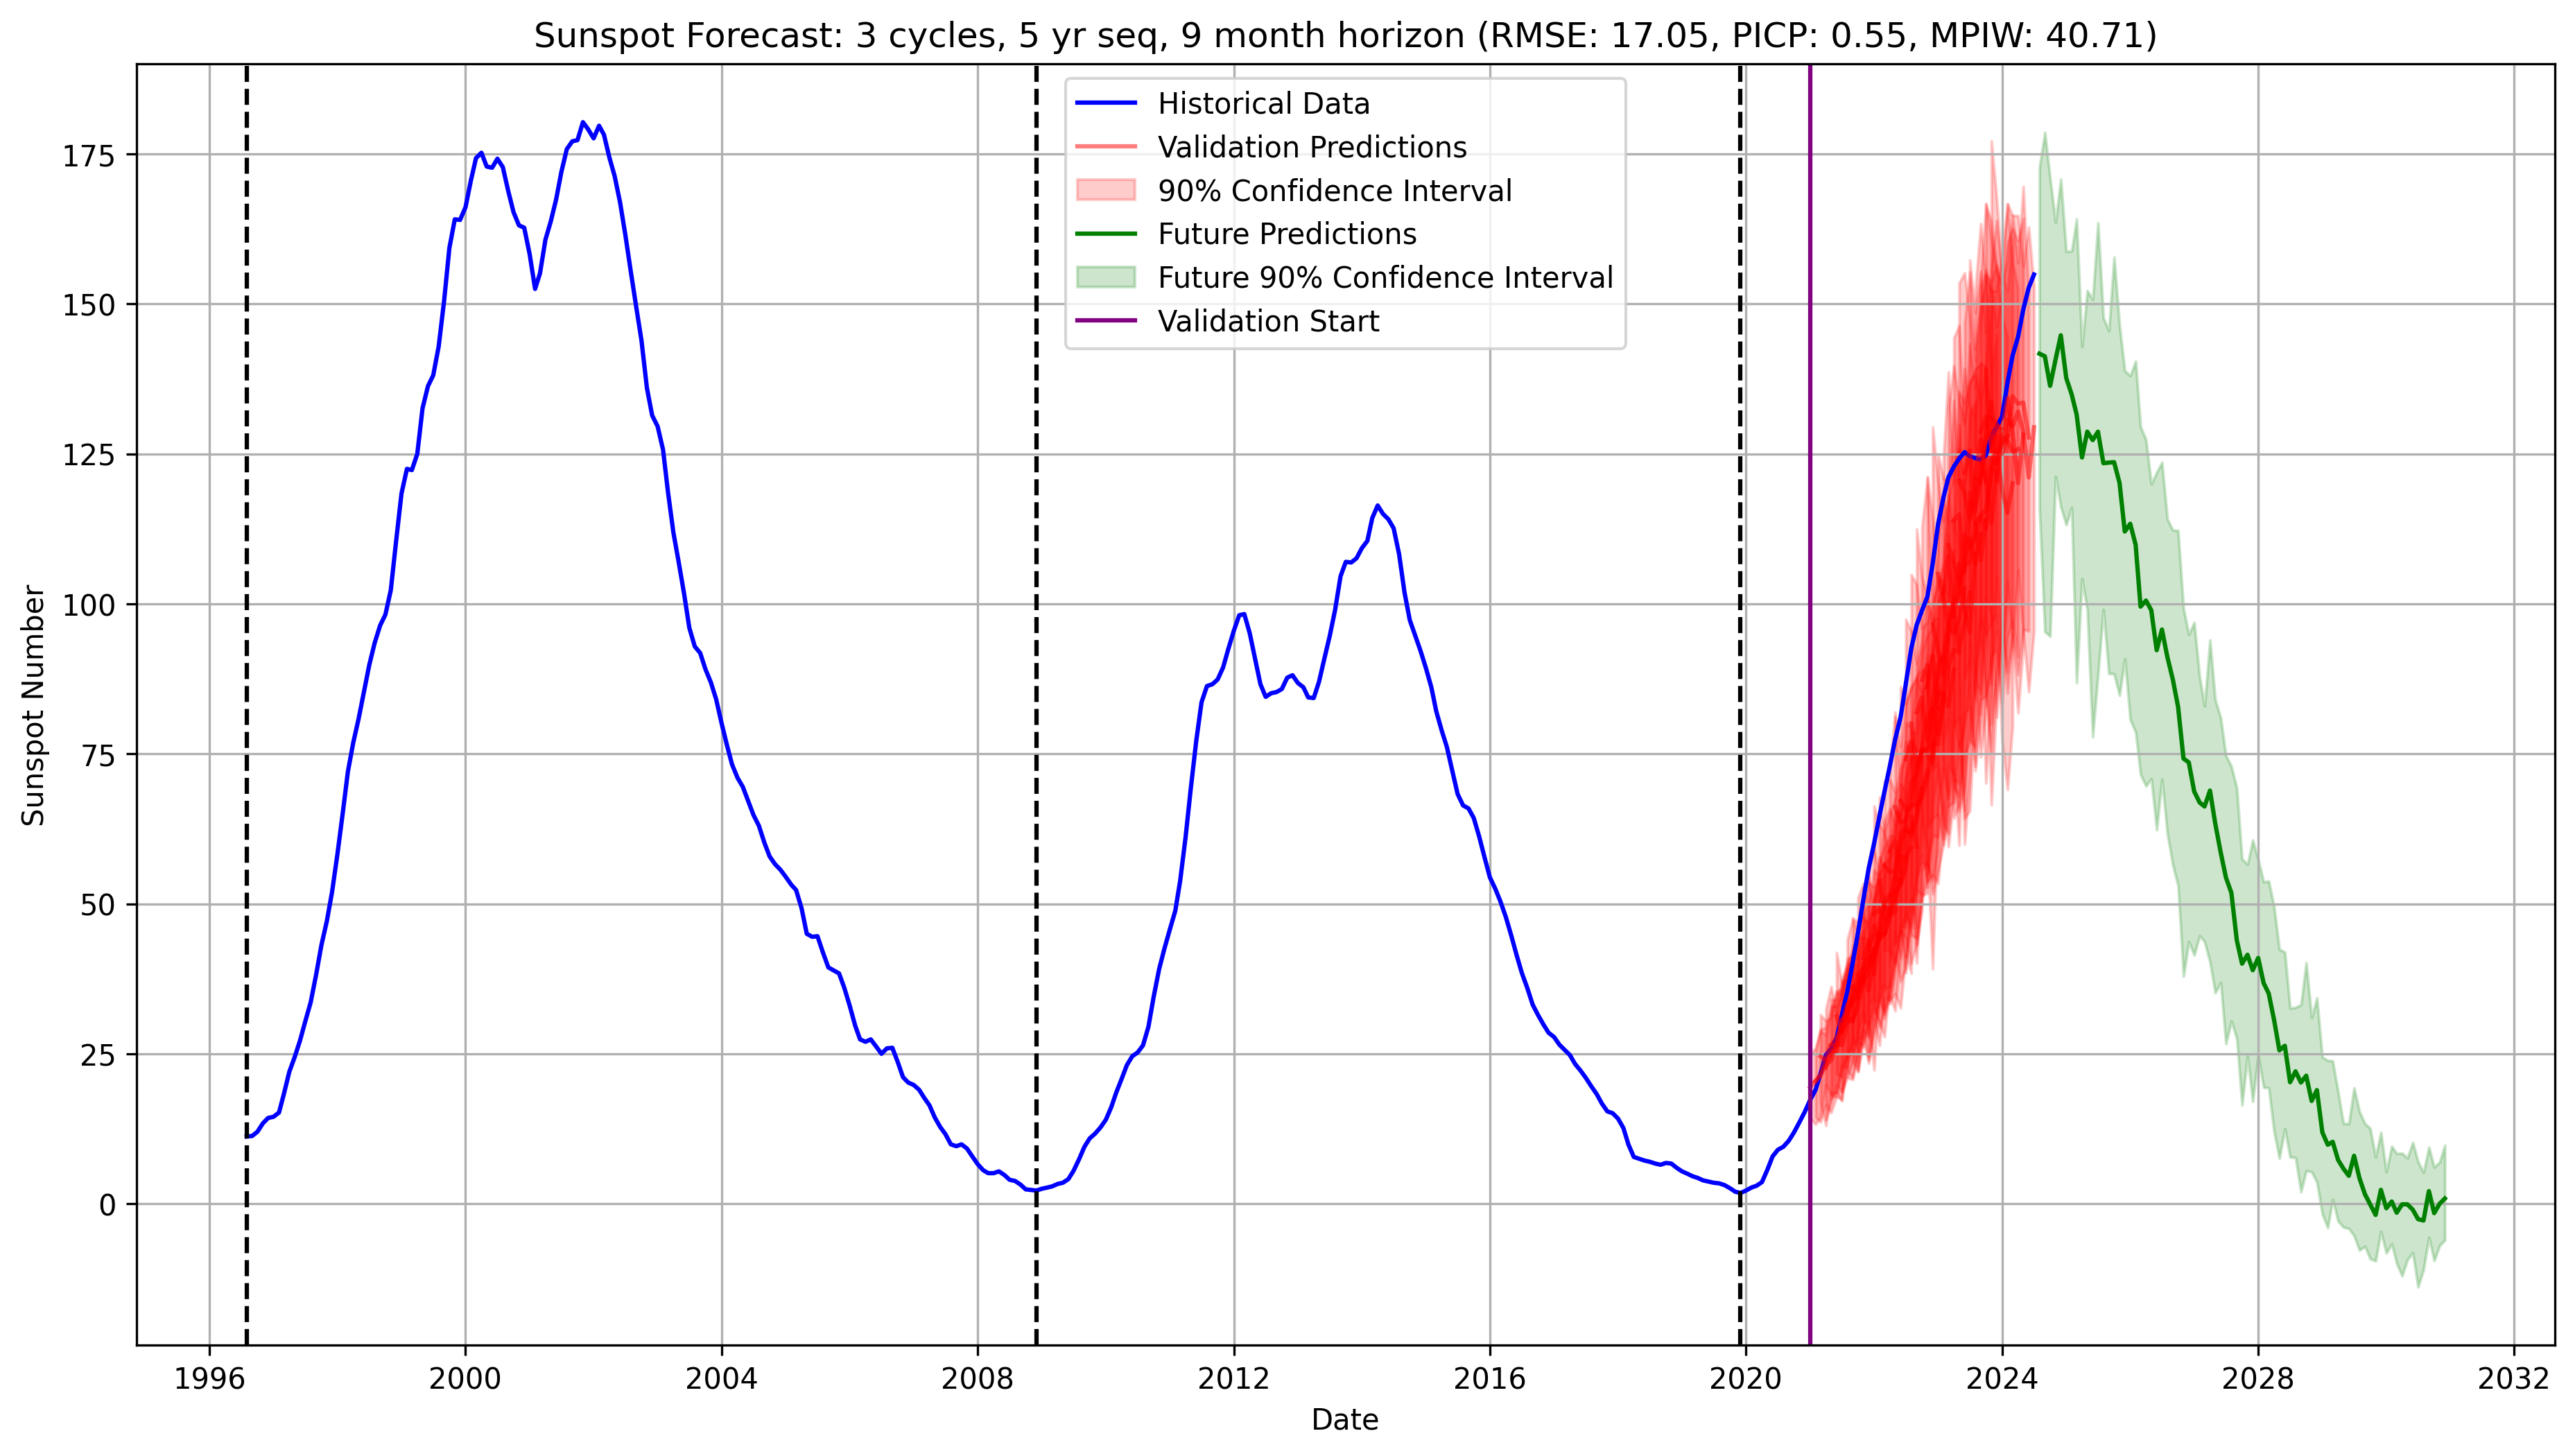 Sunspot Forecast: 3 cycles, 5 yr seq, 9 month horizon (RMSE: 17.05, PICP: 0.55, MPIW: 40.71)
Historical Data
Validation Predictions
90% Confidence Interval
Future Predictions
Future 90% Confidence Interval
Validation Start
Sunspot Number
175
150
125
100
75
50
25
0
1996 2000 2004 2008 2012 2016 2020 2024 2028 2032
Date